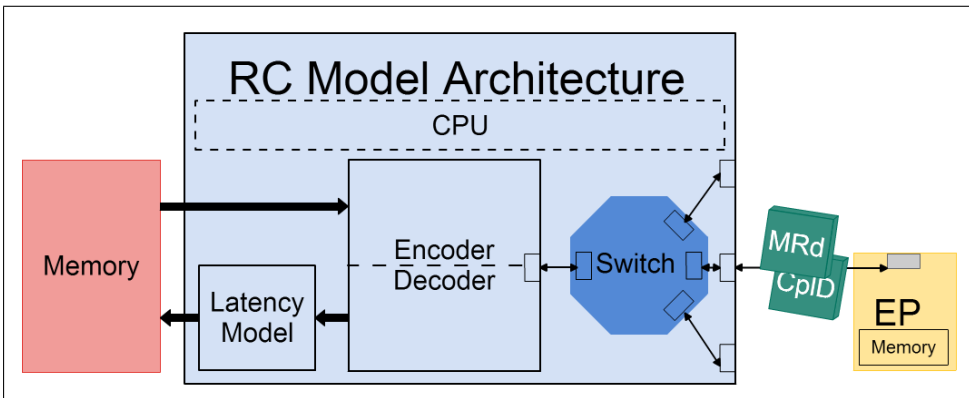 RC Model Architecture
CPU
Memory
Encoder
Decoder
Latency
Model
Switch
MRd
CplD
EP
Memory